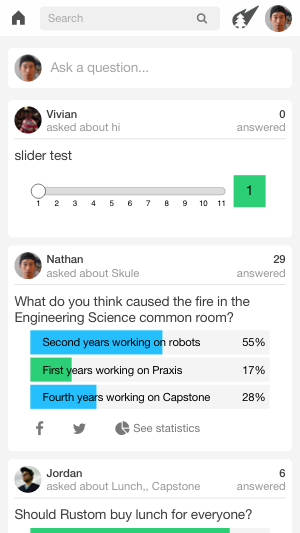 Search
Ask a question...
Vivian 0
asked about hi answered
slider test
1 2 3 4 5 6 7 8 9 10 11 1
Nathan 29
asked about Skule answered
What do you think caused the fire in the
Engineering Science common room?
Second years working on robots 55%
First years working on Praxis 17%
Fourth years working on Capstone 28%
See statistics
Jordan 6
asked about Lunch,, Capstone answered
Should Rustom buy lunch for everyone?